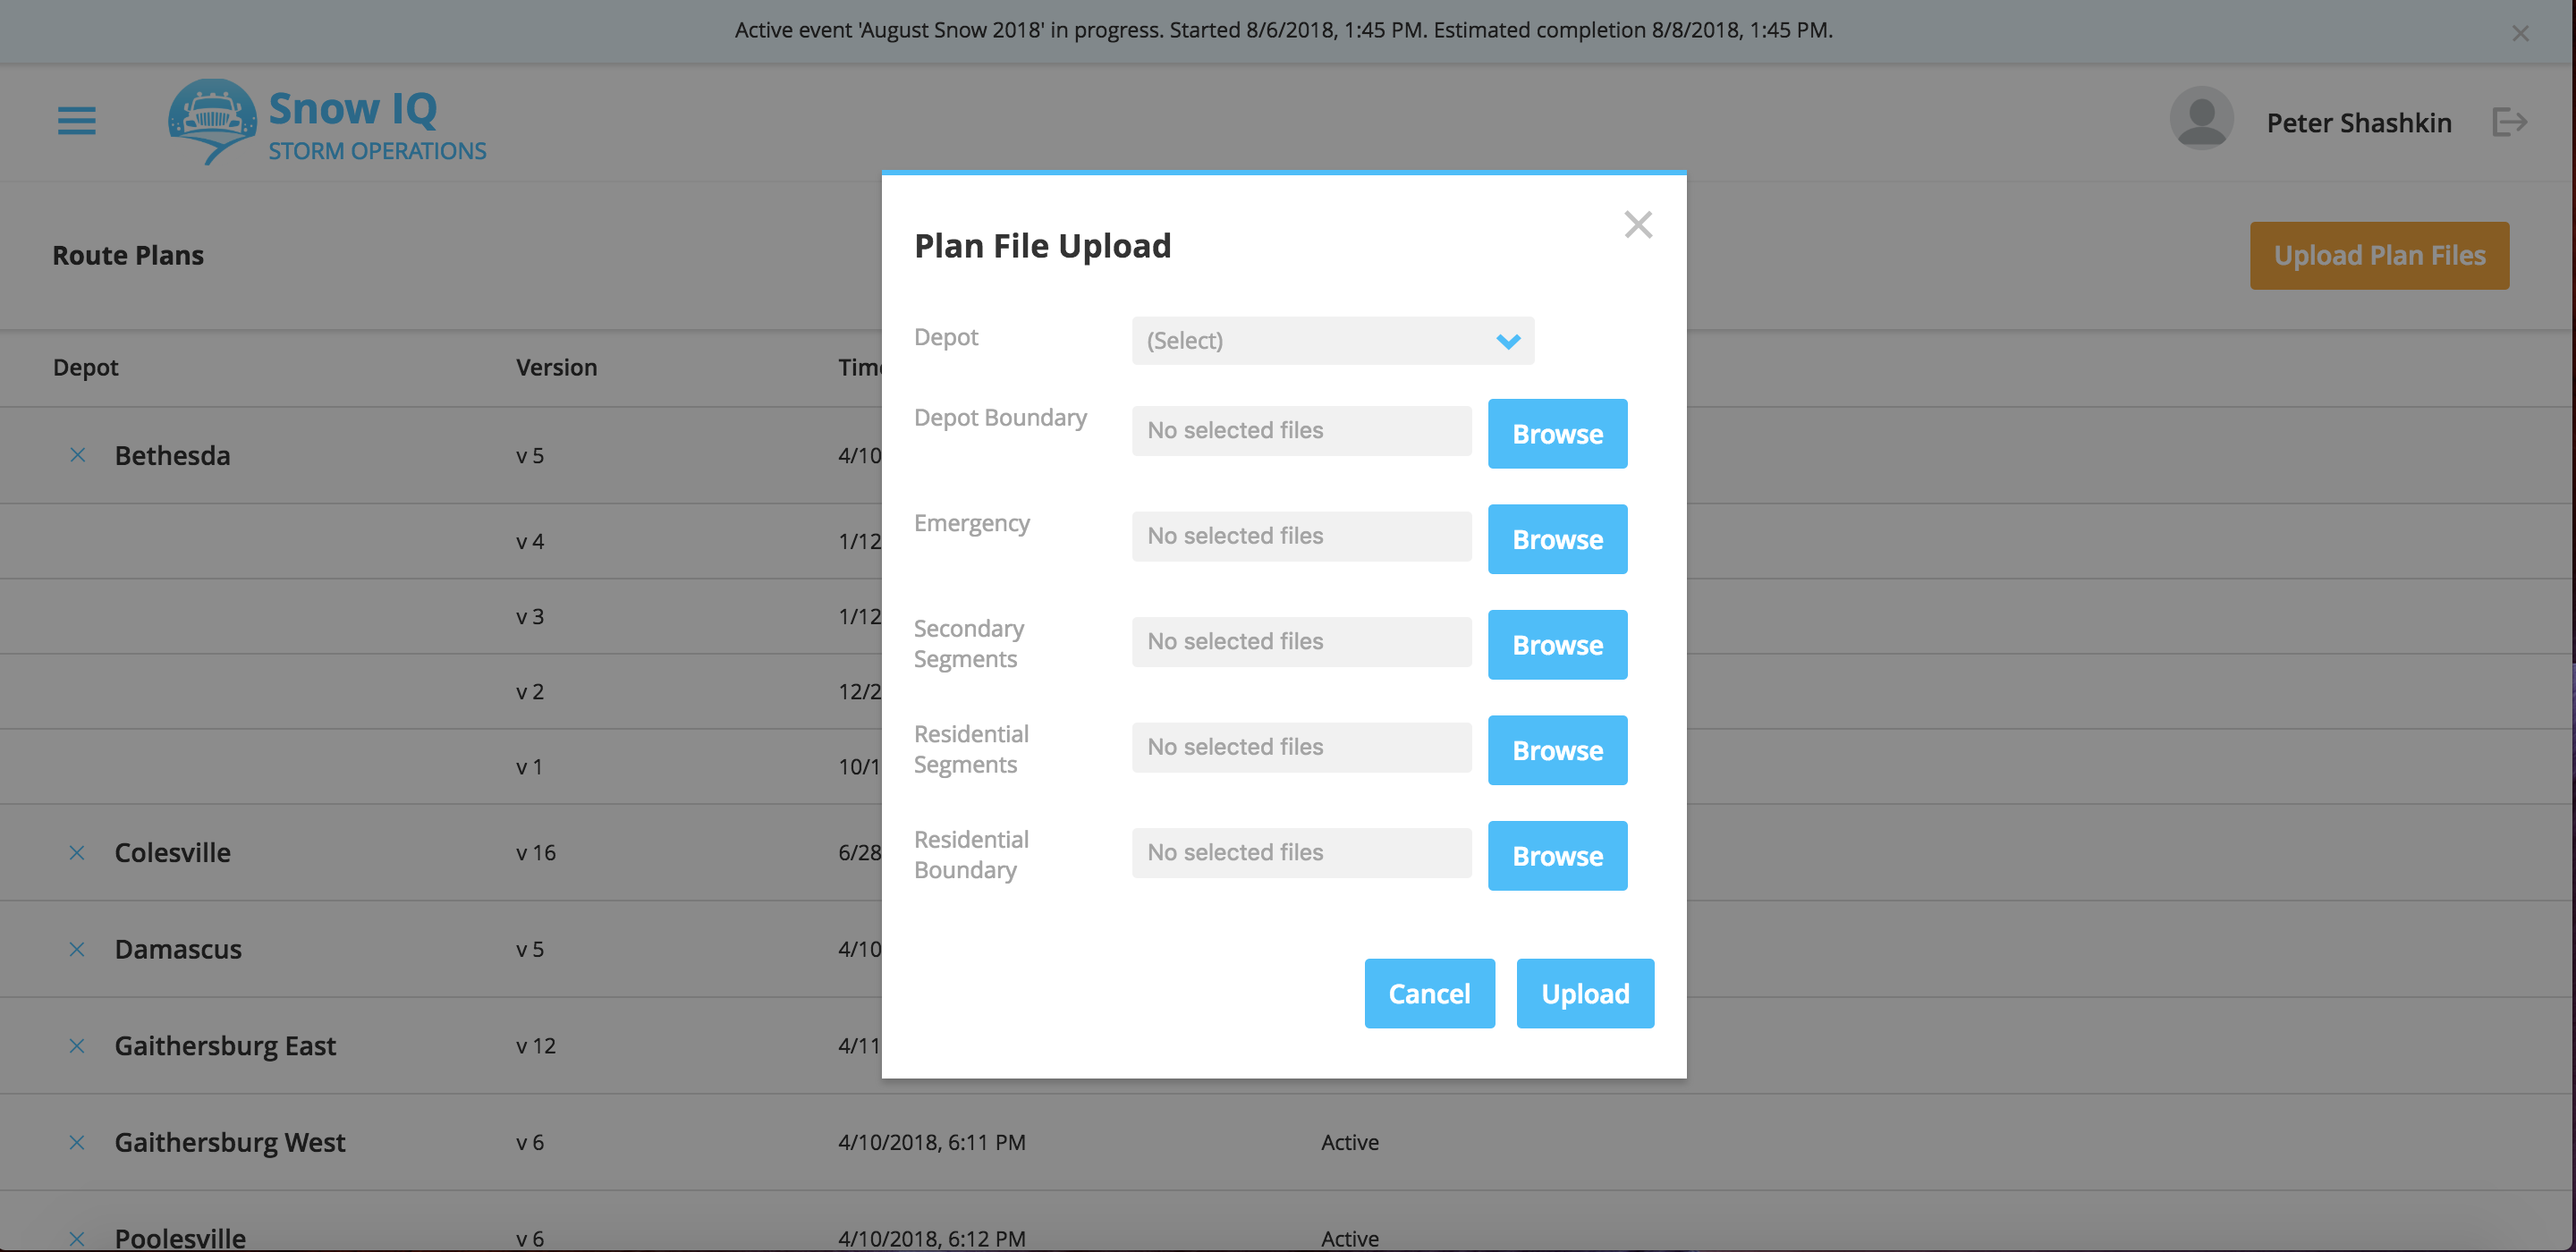 Active event 'August Snow 2018' in progress. Started 8/6/2018, 1:45 PM. Estimated completion 8/8/2018, 1:45 PM.
Snow IQ
STORM OPERATIONS
Peter Shashkin
Route Plans
Upload Plan Files
Depot Version Tim
Bethesda v 5 4/10
v 4 1/12
v 3 1/12
v 2 12/2
v 1 10/1
Colesville v 16 6/28
Damascus v 5 4/10
Gaithersburg East v 12 4/11
Gaithersburg West v 6 4/10/2018, 6:11 PM Active
Poolesville v 6 4/10/2018, 6:12 PM Active
Plan File Upload
Depot (Select)
Depot Boundary No selected files Browse
Emergency No selected files Browse
Secondary
Segments No selected files Browse
Residential
Segments No selected files Browse
Residential
Boundary No selected files Browse
Cancel Upload